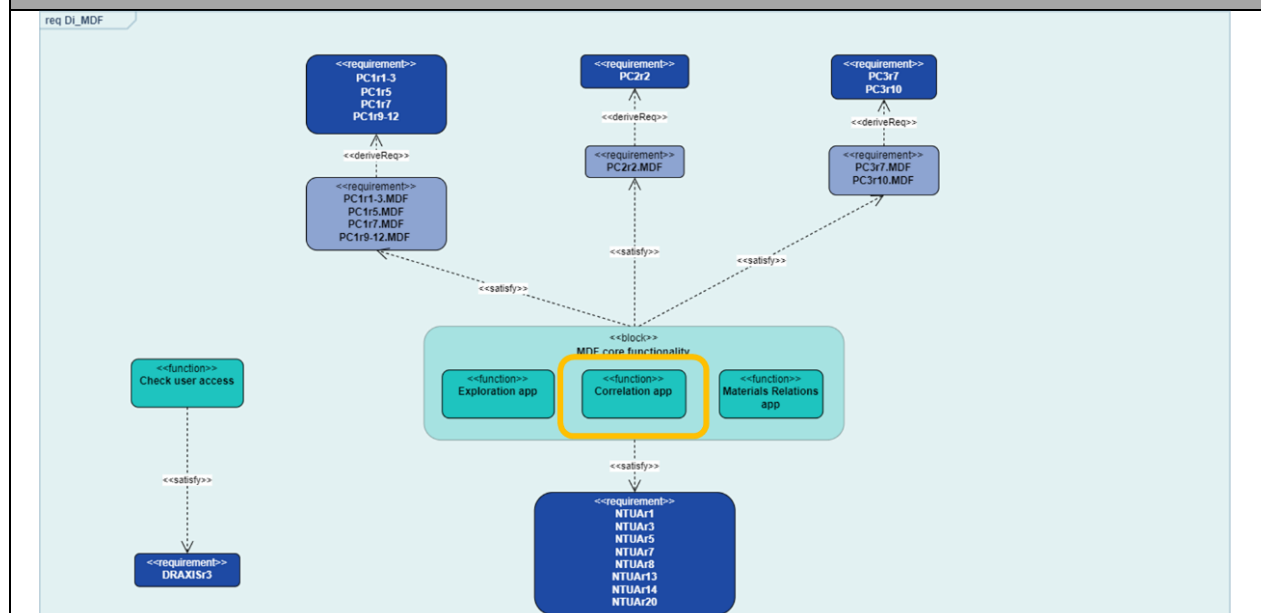 req Di_MDF
<<requirement>>
PC1r1-3
PC1r5
PC1r7
PC1r9-12
<<requirement>>
PC2r2
<<requirement>>
PC3r7
PC3r10
<<deriveReq>>
<<deriveReq>>
<<deriveReq>>
<<requirement>>
PC1r1-3.MDF
PC1r5.MDF
PC1r7.MDF
PC1r9-12.MDF
<<requirement>>
PC2r2.MDF
<<requirement>>
PC3r7.MDF
PC3r10.MDF
<<satisfy>>
<<satisfy>>
<<satisfy>>
<<block>>
MDF core functionality
<<function>>
Check user access
<<function>>
Exploration app
<<function>>
Correlation app
<<function>>
Materials Relations
app
<<satisfy>>
<<satisfy>>
<<requirement>>
DRAXISr3
<<requirement>>
NTUAr1
NTUAr3
NTUAr5
NTUAr7
NTUAr8
NTUAr13
NTUAr14
NTUAr20